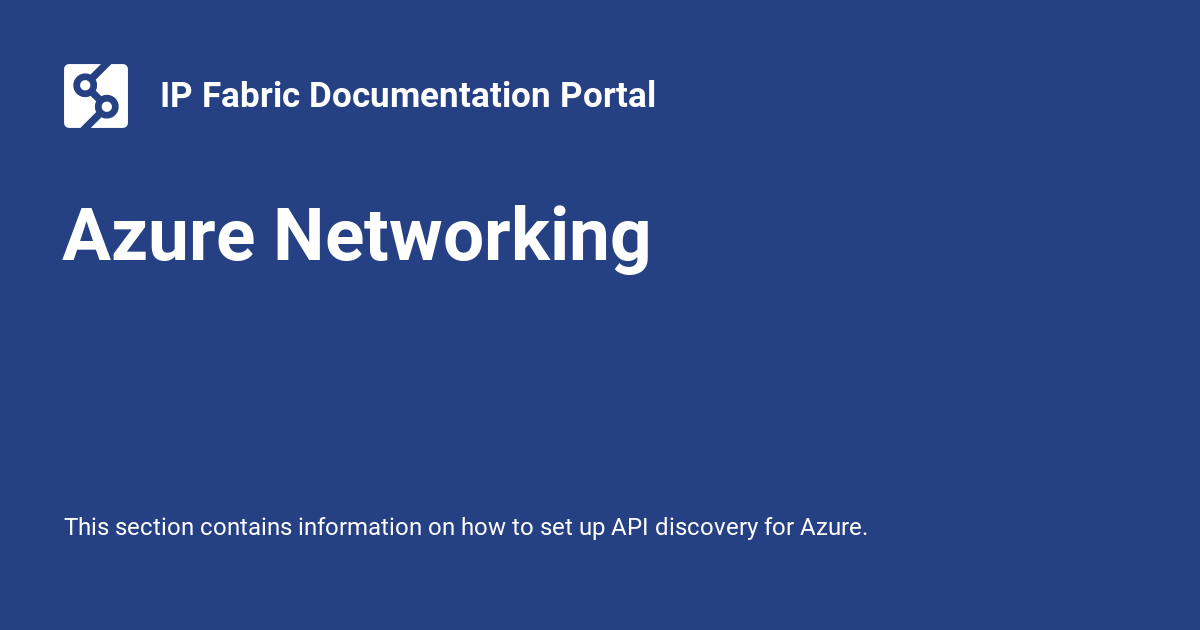 IP Fabric Documentation Portal
Azure Networking
This section contains information on how to set up API discovery for Azure.